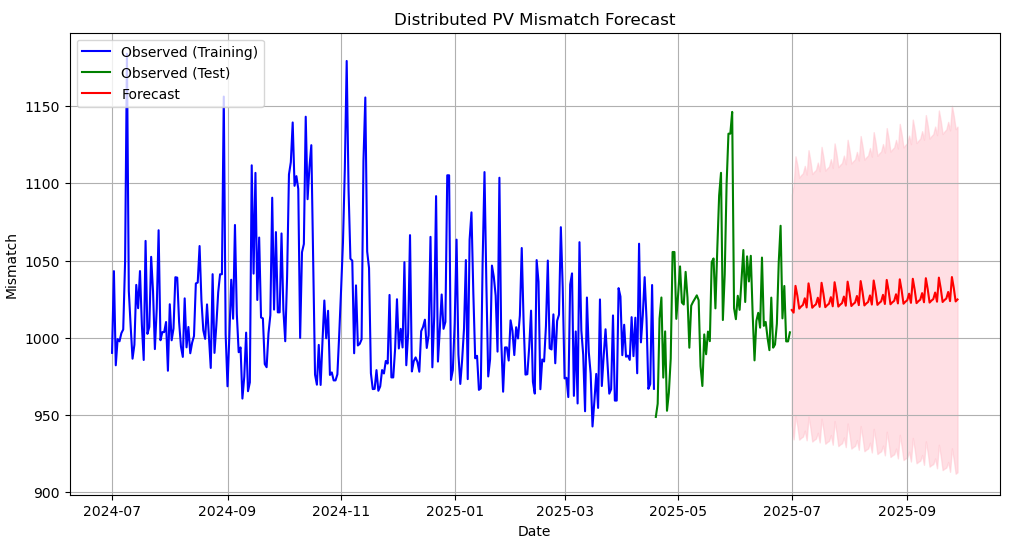 Distributed PV Mismatch Forecast
Observed (Training)
Observed (Test)
Forecast
Mismatch
1150
1100
1050
1000
950
900
2024-07
2024-09
2024-11
2025-01
2025-03
2025-05
2025-07
2025-09
Date